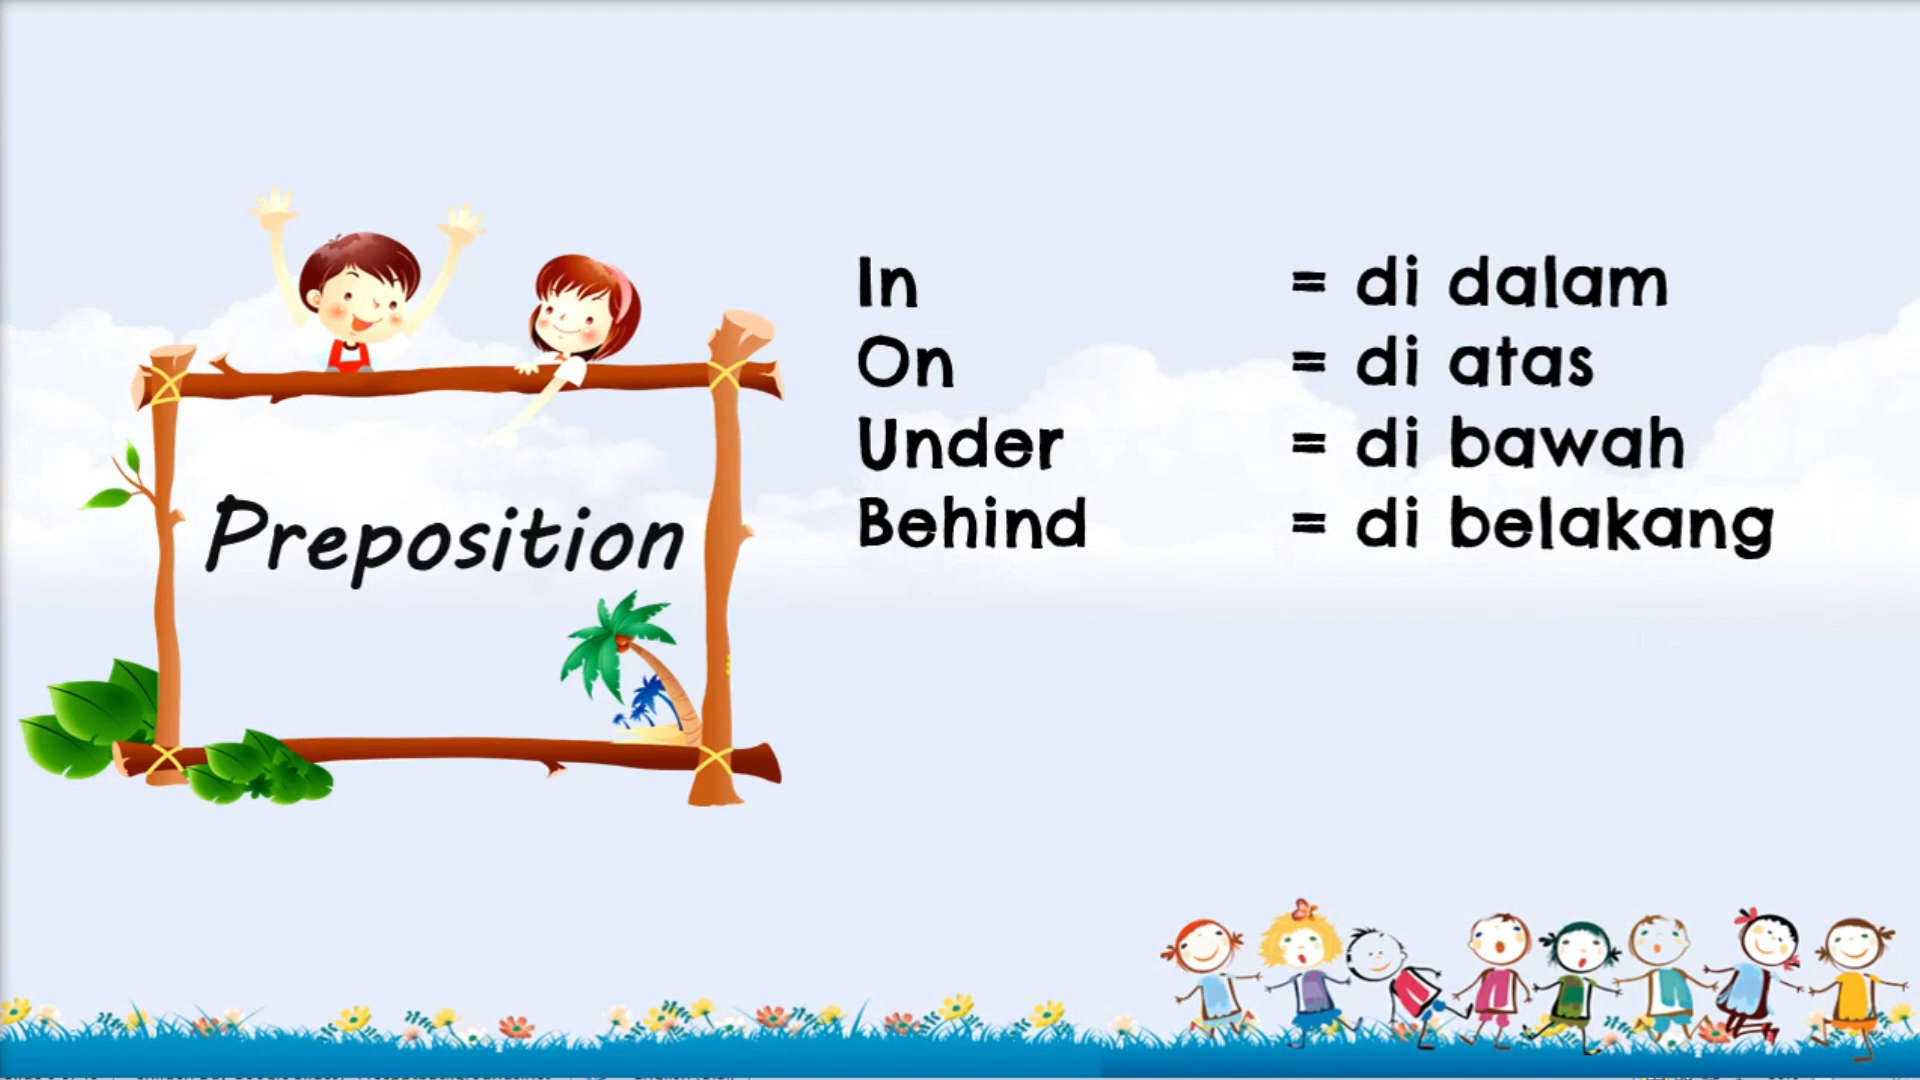 Preposition
In = di dalam
On = di atas
Under = di bawah
Behind = di belakang